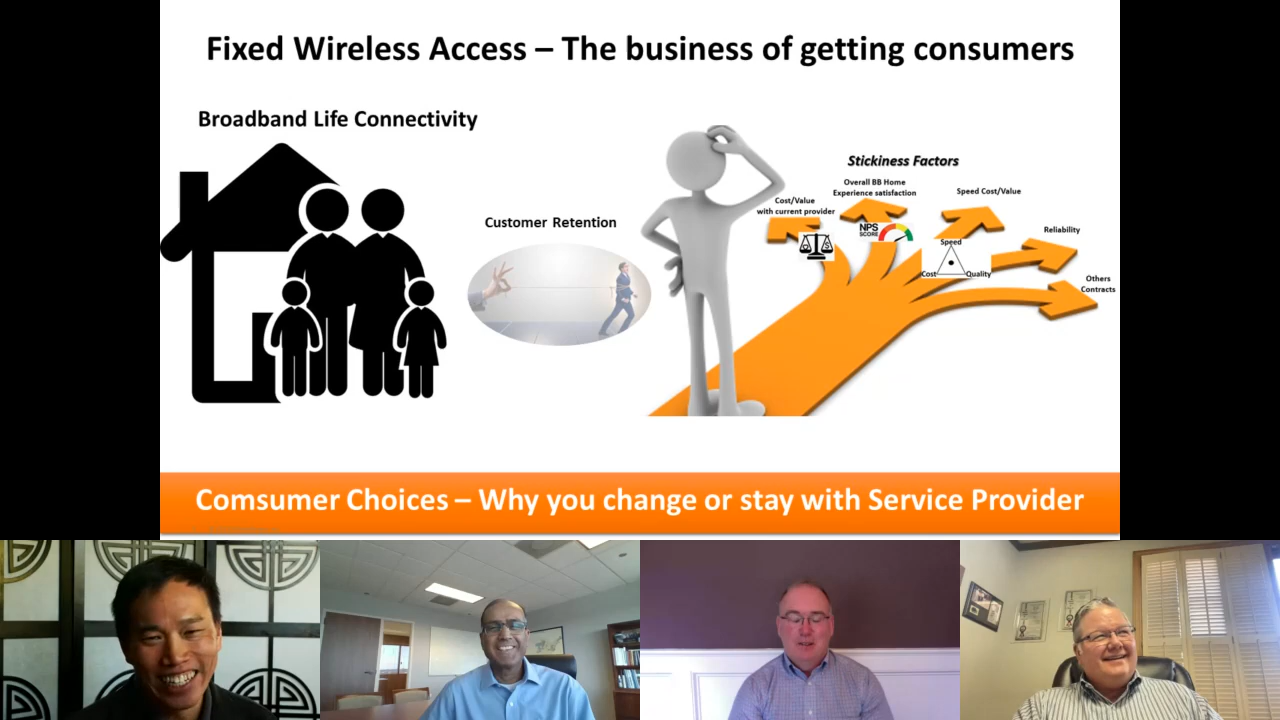 Fixed Wireless Access – The business of getting consumers
Broadband Life Connectivity
Customer Retention
Stickiness Factors
Overall BB Home
Experience satisfaction
Speed Cost/Value
Cost/Value
with current provider
NPS
SCORE
Reliability
Speed
Cost
Quality
Others
Contracts
Comsumer Choices – Why you change or stay with Service Provider